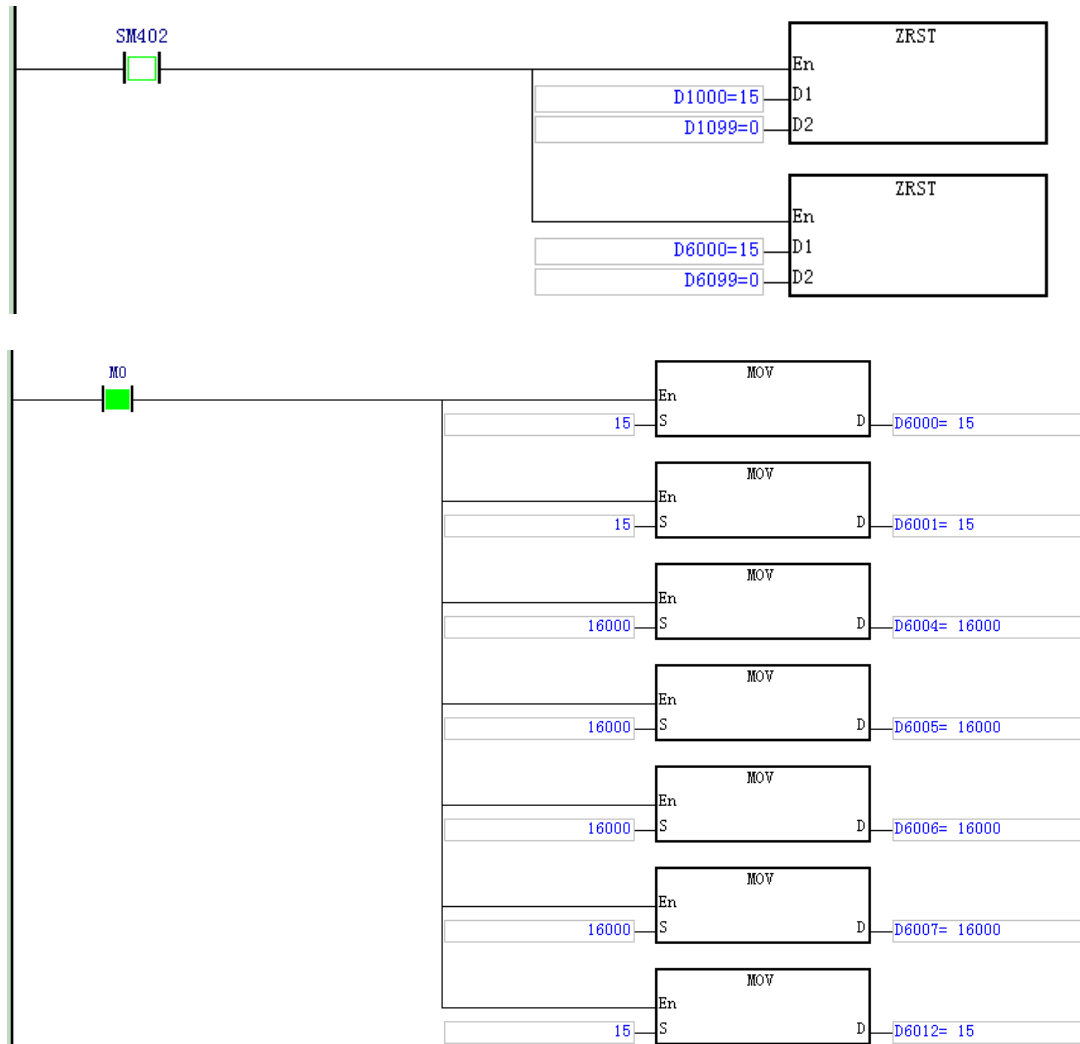 SM402
ZRST
En
D1000=15 D1
D1099=0 D2
ZRST
En
D6000=15 D1
D6099=0 D2
M0
MOV
En
15 S D D6000= 15
MOV
En
15 S D D6001= 15
MOV
En
16000 S D D6004= 16000
MOV
En
16000 S D D6005= 16000
MOV
En
16000 S D D6006= 16000
MOV
En
16000 S D D6007= 16000
MOV
En
15 S D D6012= 15